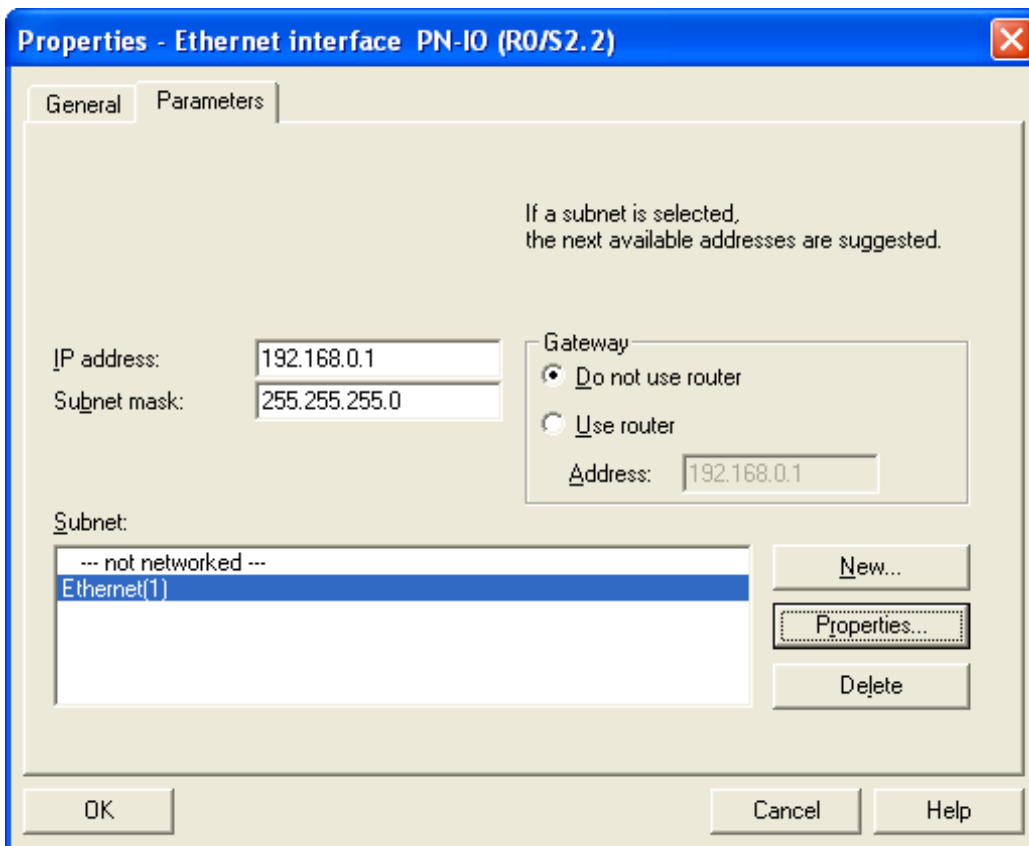 Properties - Ethernet interface PN-IO (R0/S2.2)
General Parameters
If a subnet is selected,
the next available addresses are suggested.
IP address: 192.168.0.1
Subnet mask: 255.255.255.0
Gateway
Do not use router
Use router
Address: 192.168.0.1
Subnet:
--- not networked ---
Ethernet(1)
New...
Properties...
Delete
OK Cancel Help